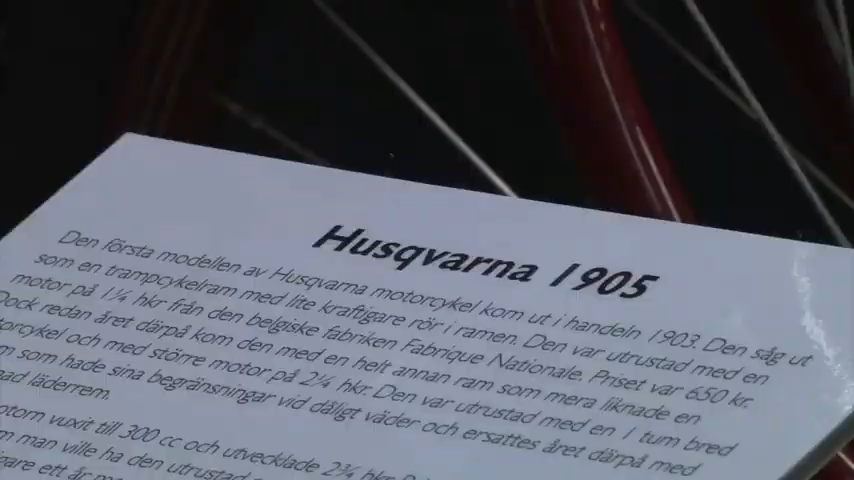 Husqvarna 1905
Den första modellen av Husqvarna motorcykel kom ut i handeln 1903. Den såg ut
som en trampcykelram med lite kraftigare rör i ramen. Den var utrustad med en
motor på 1¼ hkr från den belgiske fabriken Fabrique Nationale. Priset var 650 kr.
Dock redan året därpå kom den med en helt annan ram som mera liknade en
torcykel och med större motor på 2¼ hkr. Den var utrustad med en 1 tum bred
m som hade sina begränsningar vid dåligt väder och ersattes året därpå med
ad läderrem.
otom vuxit till 300 cc och utvecklade 2¾ hkr.
m man ville ha den utrustad
gare ett år